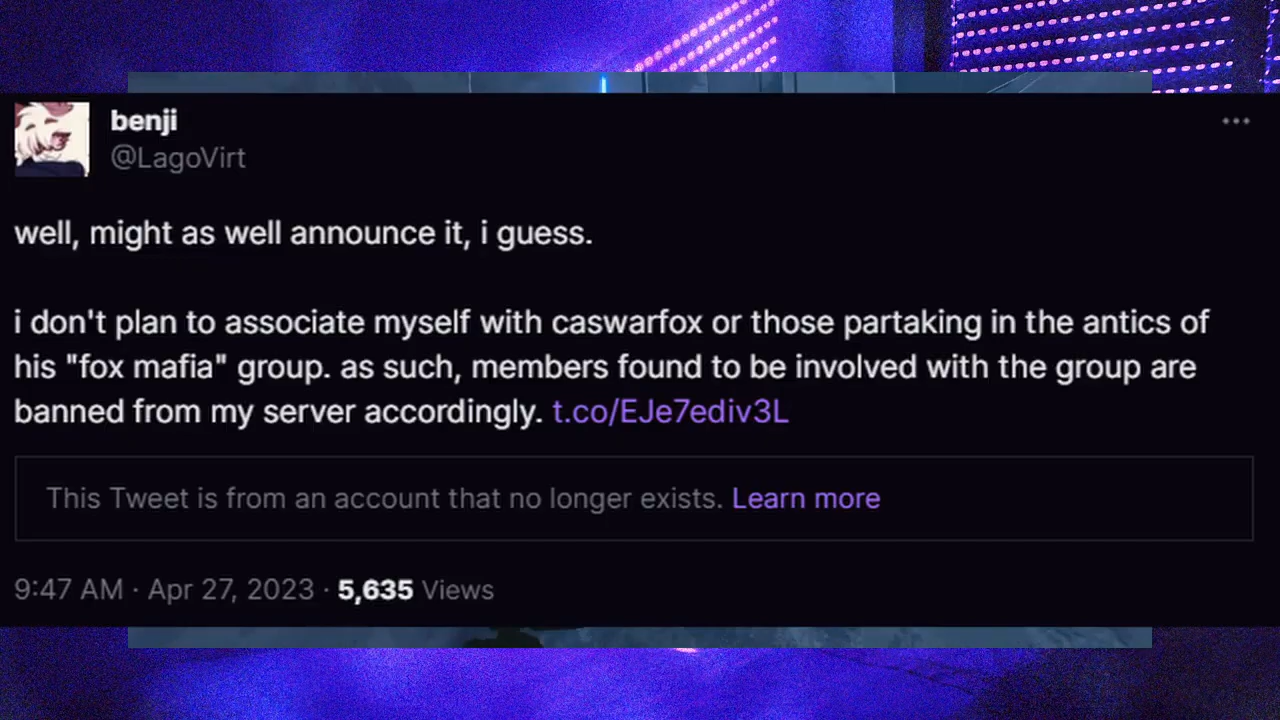 benji
@LagoVirt
well, might as well announce it, i guess.
i don't plan to associate myself with caswarfox or those partaking in the antics of
his "fox mafia" group. as such, members found to be involved with the group are
banned from my server accordingly. t.co/EJe7ediv3L
This Tweet is from an account that no longer exists. Learn more
9:47 AM · Apr 27, 2023 · 5,635 Views